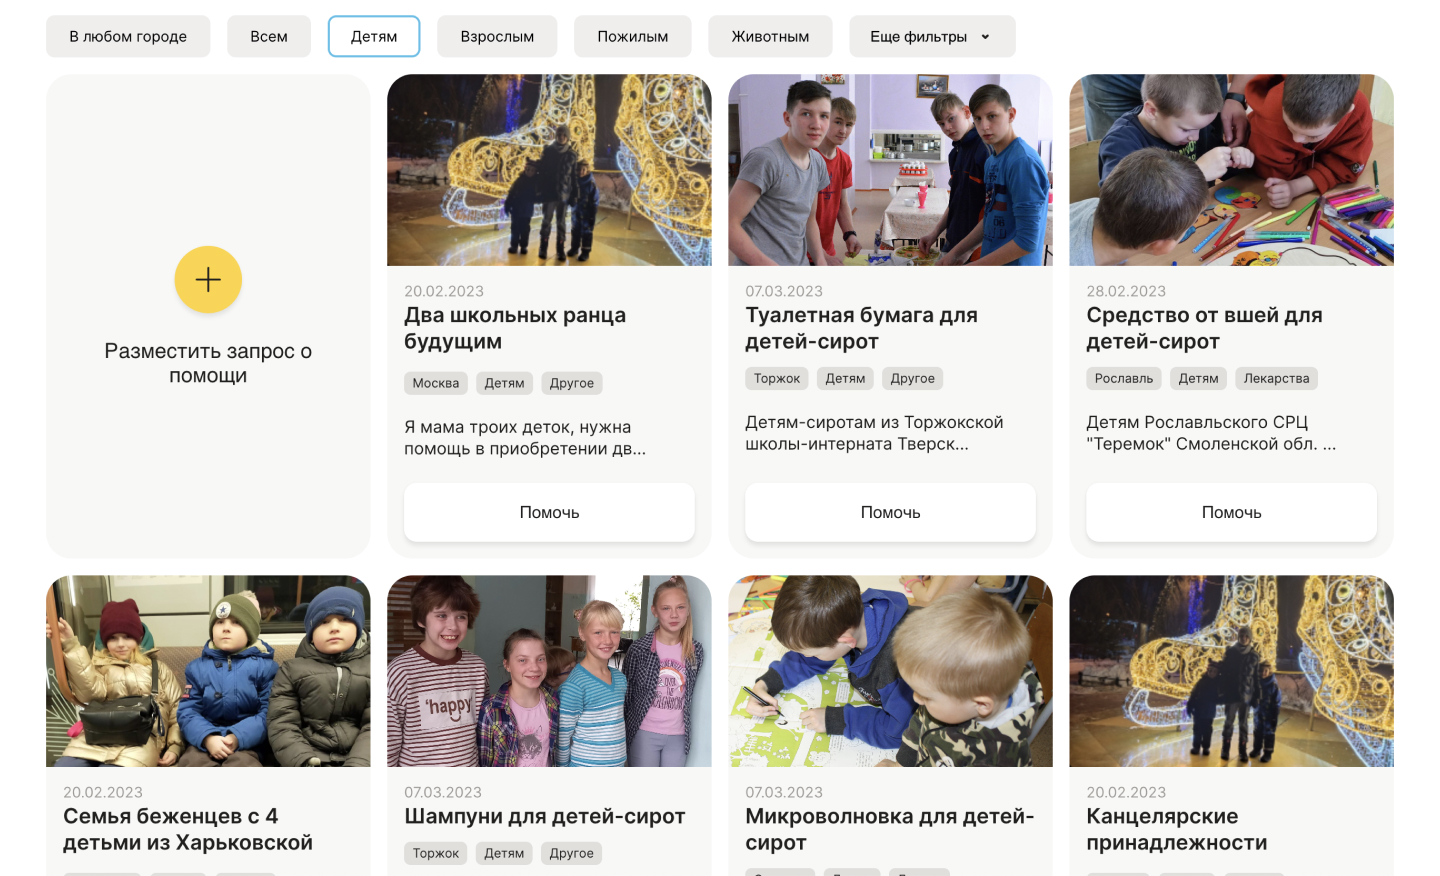 В любом городе
Всем
Детям
Взрослым
Пожилым
Животным
Еще фильтры
Разместить запрос о
помощи
20.02.2023
Два школьных ранца
будущим
Москва
Детям
Другое
Я мама троих деток, нужна
помощь в приобретении дв...
Помочь
07.03.2023
Туалетная бумага для
детей-сирот
Торжок
Детям
Другое
Детям-сиротам из Торжокской
школы-интерната Тверск...
Помочь
28.02.2023
Средство от вшей для
детей-сирот
Рославль
Детям
Лекарства
Детям Рославльского СРЦ
"Теремок" Смоленской обл. ...
Помочь
20.02.2023
Семья беженцев с 4
детьми из Харьковской
'happy
07.03.2023
Шампуни для детей-сирот
Торжок
Детям
Другое
07.03.2023
Микроволновка для детей-
сирот
20.02.2023
Канцелярские
принадлежности